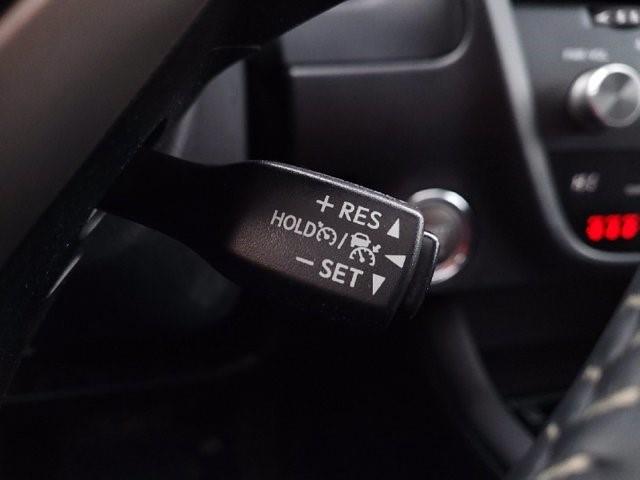 + RES ▲
HOLD / ◀
− SET ▼